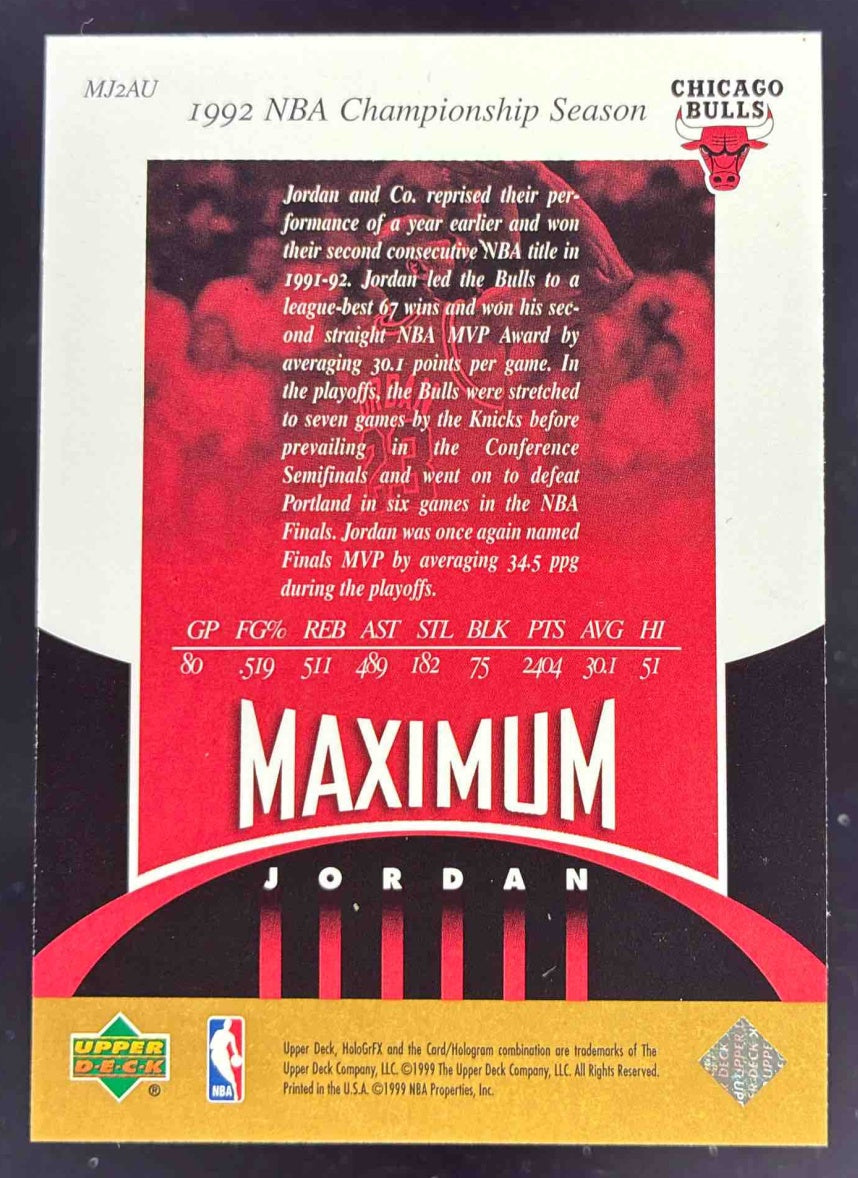 MJ2AU
1992 NBA Championship Season
CHICAGO
BULLS
Jordan and Co. reprised their per-
formance of a year earlier and won
their second consecutive NBA title in
1991-92. Jordan led the Bulls to a
league-best 67 wins and won his sec-
ond straight NBA MVP Award by
averaging 30.1 points per game. In
the playoffs, the Bulls were stretched
to seven games by the Knicks before
prevailing in the Conference
Semifinals and went on to defeat
Portland in six games in the NBA
Finals. Jordan was once again named
Finals MVP by averaging 34.5 ppg
during the playoffs.
GP FG% REB AST STL BLK PTS AVG HI
80 .519 511 489 182 75 2404 30.1 51
MAXIMUM
JORDAN
UPPER
D·E·C·K
®
NBA
Upper Deck, HoloGrFX and the Card/Hologram combination are trademarks of The
Upper Deck Company, LLC. ©1999 The Upper Deck Company, LLC. All Rights Reserved.
Printed in the U.S.A. ©1999 NBA Properties, Inc.